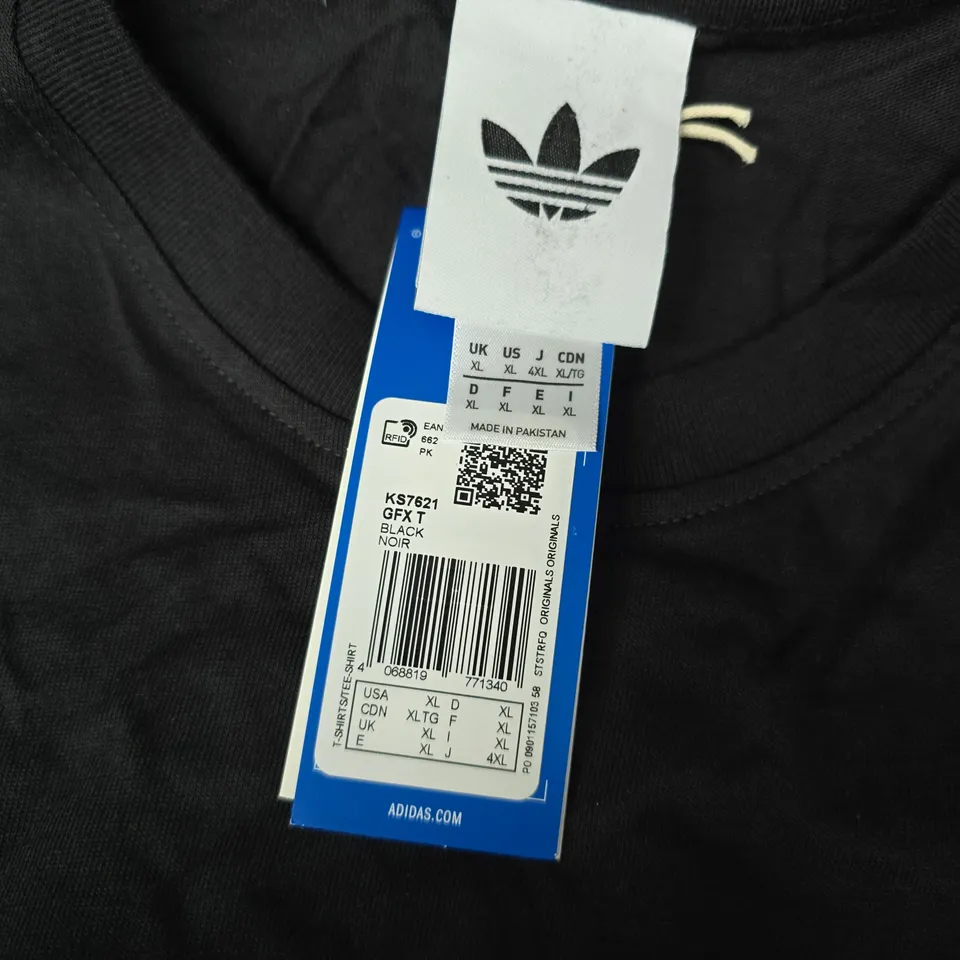 UK US J CDN
XL XL 4XL XL/TG
D F E I
XL XL XL XL
MADE IN PAKISTAN
RFID
EAN
662
PK
KS7621
GFX T
BLACK
NOIR
4 068819 771340
T-SHIRTS/TEE-SHIRT
USA XL D XL
CDN XLTG F XL
UK XL I XL
E XL J 4XL
PO 0901157103 58 STSTRFQ ORIGINALS ORIGINALS
ADIDAS.COM